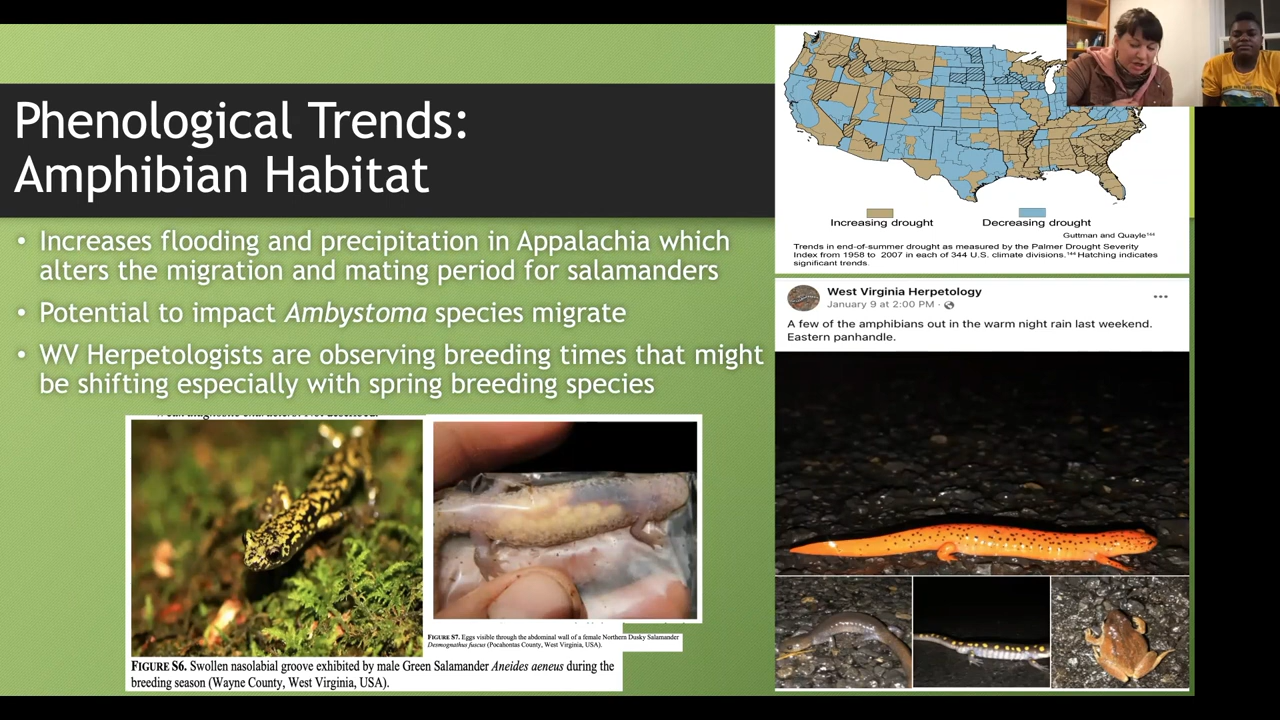 Phenological Trends:
Amphibian Habitat
• Increases flooding and precipitation in Appalachia which
alters the migration and mating period for salamanders
• Potential to impact Ambystoma species migrate
• WV Herpetologists are observing breeding times that might
be shifting especially with spring breeding species
FIGURE S6. Swollen nasolabial groove exhibited by male Green Salamander Aneides aeneus during the
breeding season (Wayne County, West Virginia, USA).
FIGURE S7. Eggs visible through the abdominal wall of a female Northern Dusky Salamander
Desmognathus fuscus (Pocahontas County, West Virginia, USA).
Increasing drought
Decreasing drought
Guttman and Quayle¹⁴⁴
Trends in end-of-summer drought as measured by the Palmer Drought Severity
Index from 1958 to 2007 in each of 344 U.S. climate divisions.¹⁴⁴ Hatching indicates
significant trends.
West Virginia Herpetology
January 9 at 2:00 PM ·
A few of the amphibians out in the warm night rain last weekend.
Eastern panhandle.